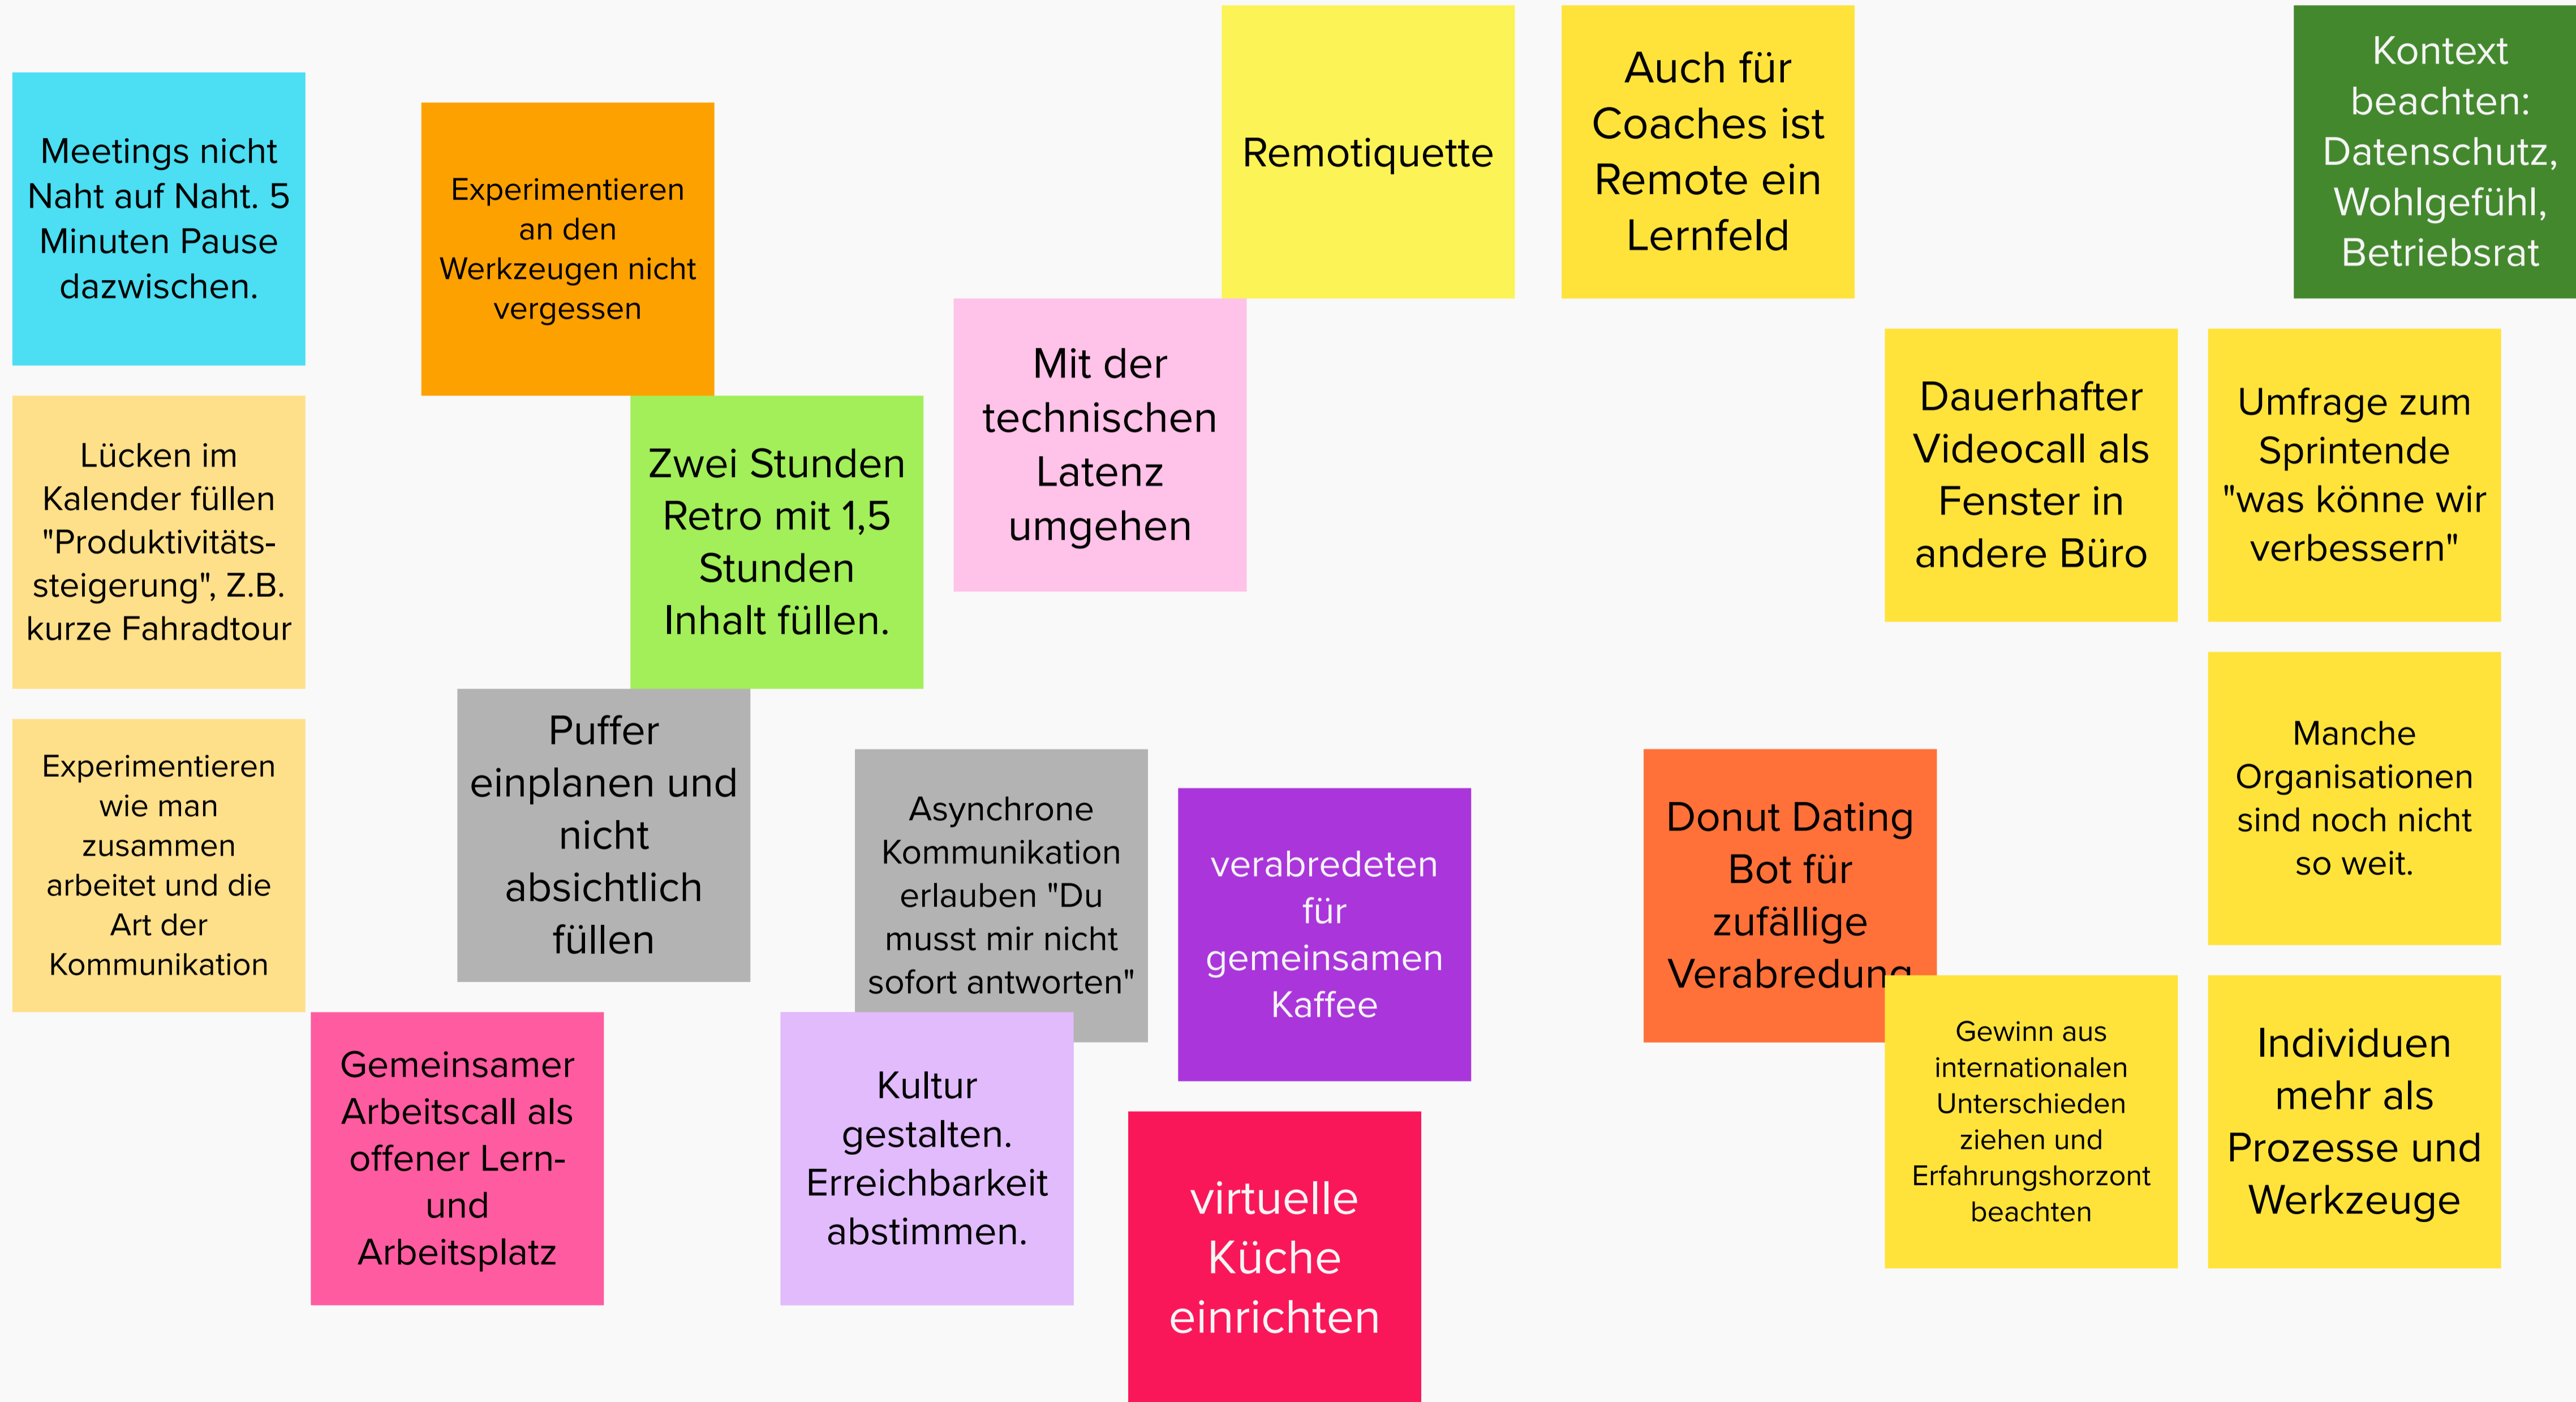 Meetings nicht
Naht auf Naht. 5
Minuten Pause
dazwischen.
Experimentieren
an den
Werkzeugen nicht
vergessen
Remotiquette
Auch für
Coaches ist
Remote ein
Lernfeld
Kontext
beachten:
Datenschutz,
Wohlgefühl,
Betriebsrat
Lücken im
Kalender füllen
"Produktivitäts-
steigerung", Z.B.
kurze Fahradtour
Zwei Stunden
Retro mit 1,5
Stunden
Inhalt füllen.
Mit der
technischen
Latenz
umgehen
Dauerhafter
Videocall als
Fenster in
andere Büro
Umfrage zum
Sprintende
"was könne wir
verbessern"
Experimentieren
wie man
zusammen
arbeitet und die
Art der
Kommunikation
Puffer
einplanen und
nicht
absichtlich
füllen
Asynchrone
Kommunikation
erlauben "Du
musst mir nicht
sofort antworten"
verabredeten
für
gemeinsamen
Kaffee
Donut Dating
Bot für
zufällige
Verabredung
Manche
Organisationen
sind noch nicht
so weit.
Gemeinsamer
Arbeitscall als
offener Lern-
und
Arbeitsplatz
Kultur
gestalten.
Erreichbarkeit
abstimmen.
virtuelle
Küche
einrichten
Gewinn aus
internationalen
Unterschieden
ziehen und
Erfahrungshorzont
beachten
Individuen
mehr als
Prozesse und
Werkzeuge